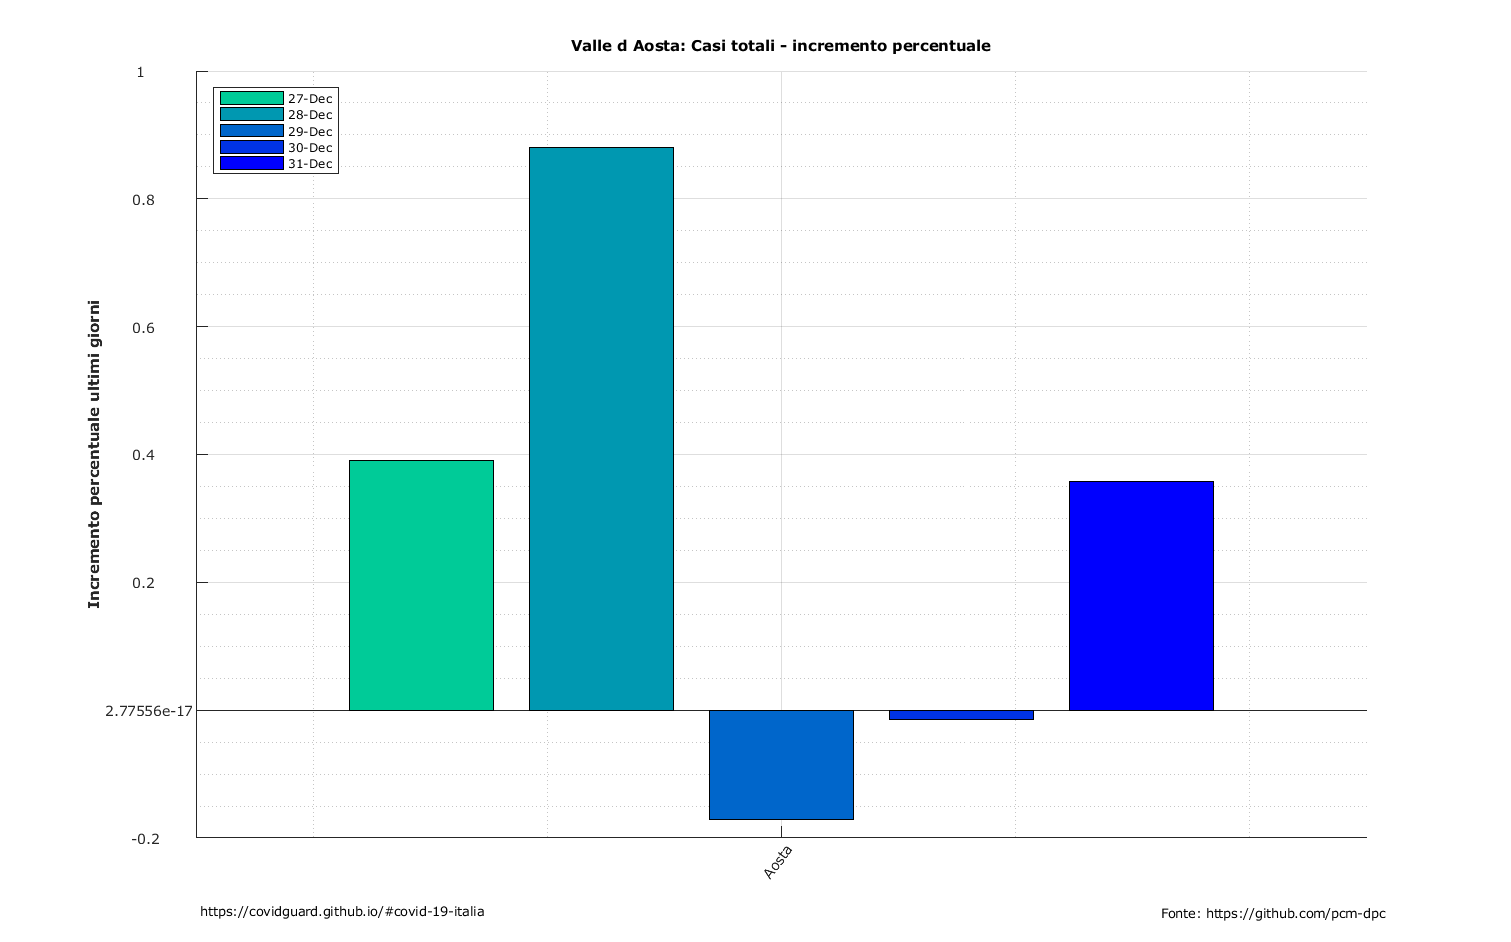 Valle d Aosta: Casi totali - incremento percentuale
1
27-Dec
28-Dec
29-Dec
30-Dec
31-Dec
0.8
0.6
0.4
0.2
2.77556e-17
-0.2
Incremento percentuale ultimi giorni
Aosta
https://covidguard.github.io/#covid-19-italia
Fonte: https://github.com/pcm-dpc